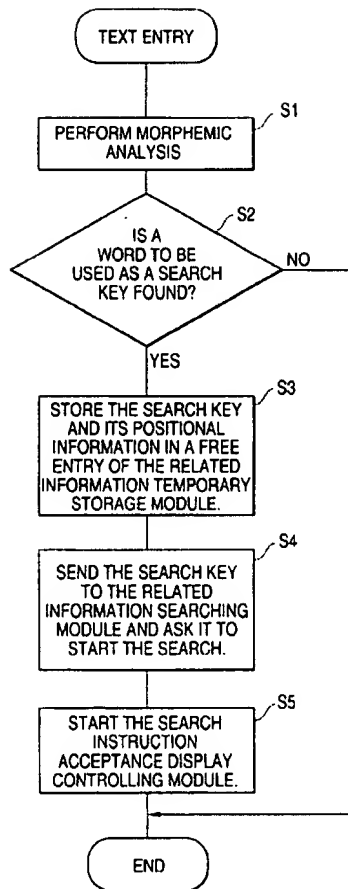 TEXT ENTRY
S1
PERFORM MORPHEMIC
ANALYSIS
S2
IS A
WORD TO BE
USED AS A SEARCH
KEY FOUND?
NO
YES
S3
STORE THE SEARCH KEY
AND ITS POSITIONAL
INFORMATION IN A FREE
ENTRY OF THE RELATED
INFORMATION TEMPORARY
STORAGE MODULE.
S4
SEND THE SEARCH KEY
TO THE RELATED
INFORMATION SEARCHING
MODULE AND ASK IT TO
START THE SEARCH.
S5
START THE SEARCH
INSTRUCTION
ACCEPTANCE DISPLAY
CONTROLLING MODULE.
END